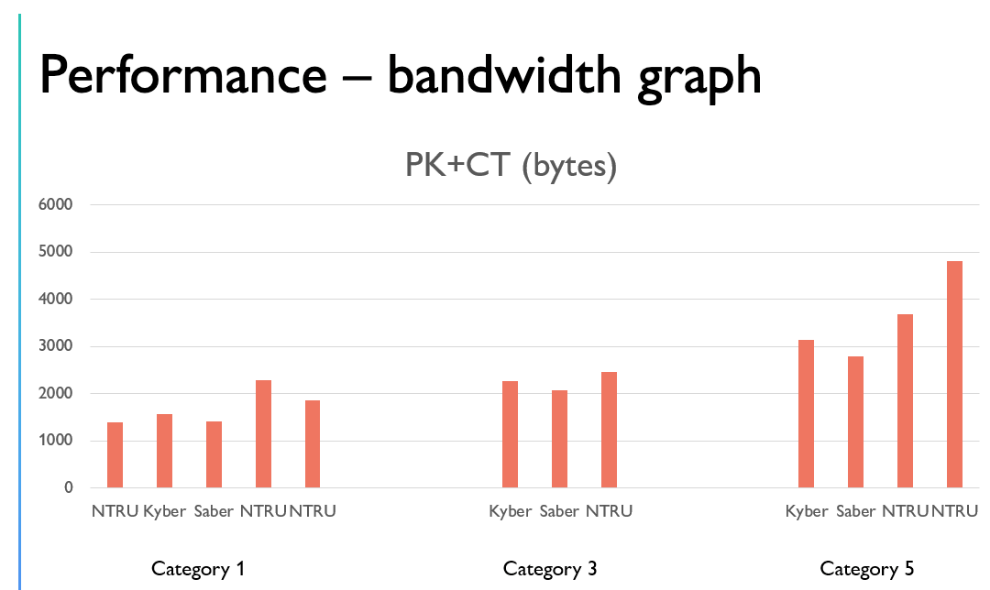 Performance – bandwidth graph
PK+CT (bytes)
6000
5000
4000
3000
2000
1000
0
NTRU Kyber Saber NTRU NTRU Kyber Saber NTRU Kyber Saber NTRU NTRU
Category 1 Category 3 Category 5